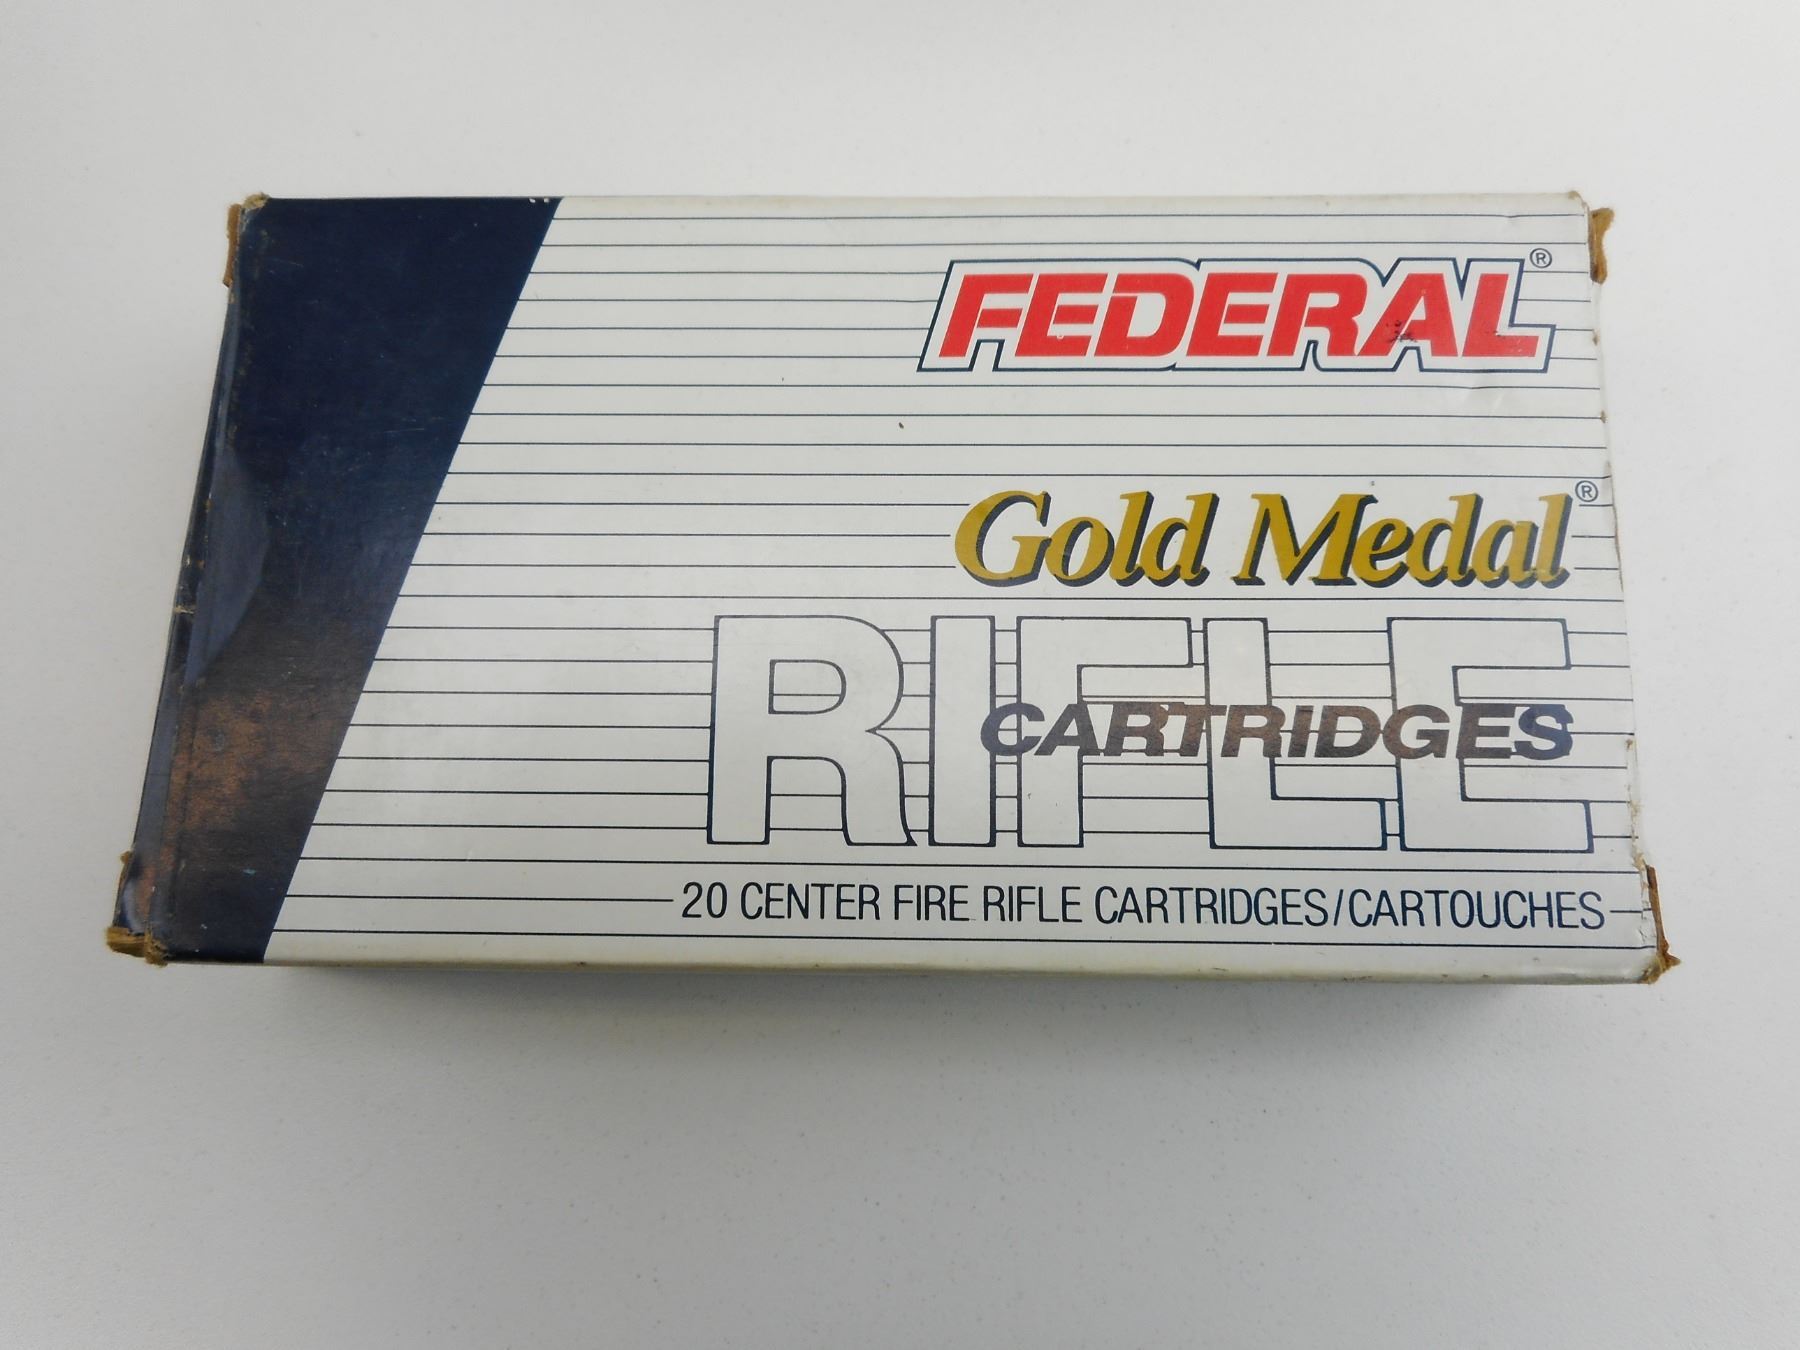 FEDERAL®
Gold Medal®
RIFLE
CARTRIDGES
20 CENTER FIRE RIFLE CARTRIDGES/CARTOUCHES